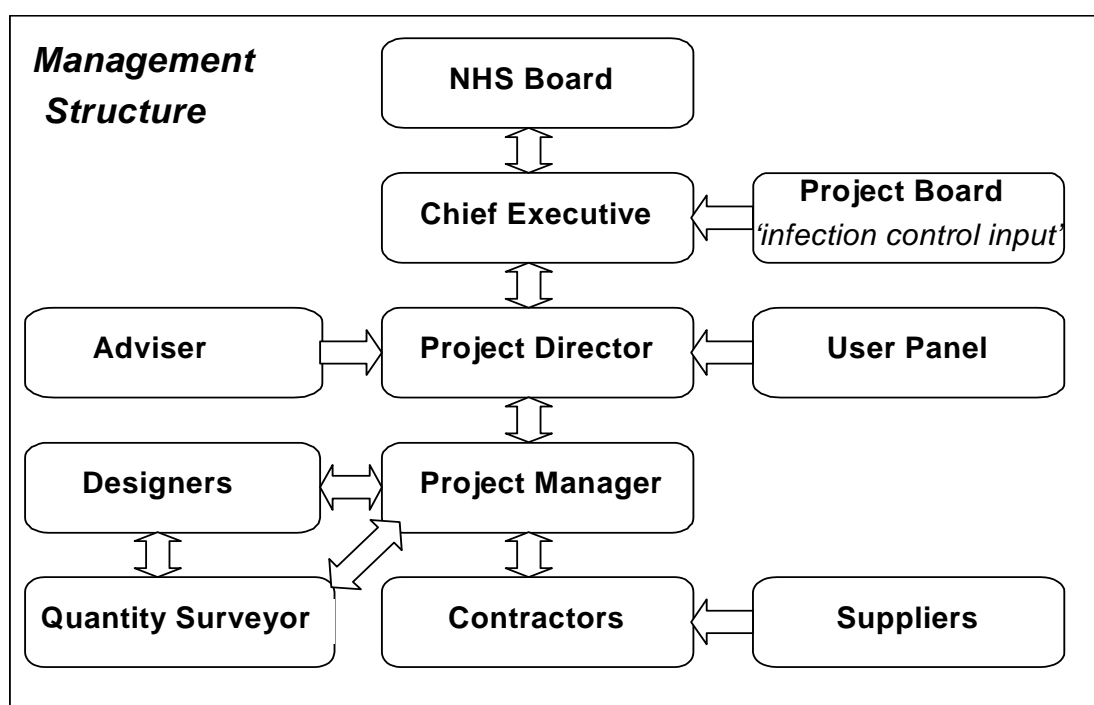 Management
Structure
NHS Board
Chief Executive
Project Board
‘infection control input’
Adviser
Project Director
User Panel
Designers
Project Manager
Quantity Surveyor
Contractors
Suppliers